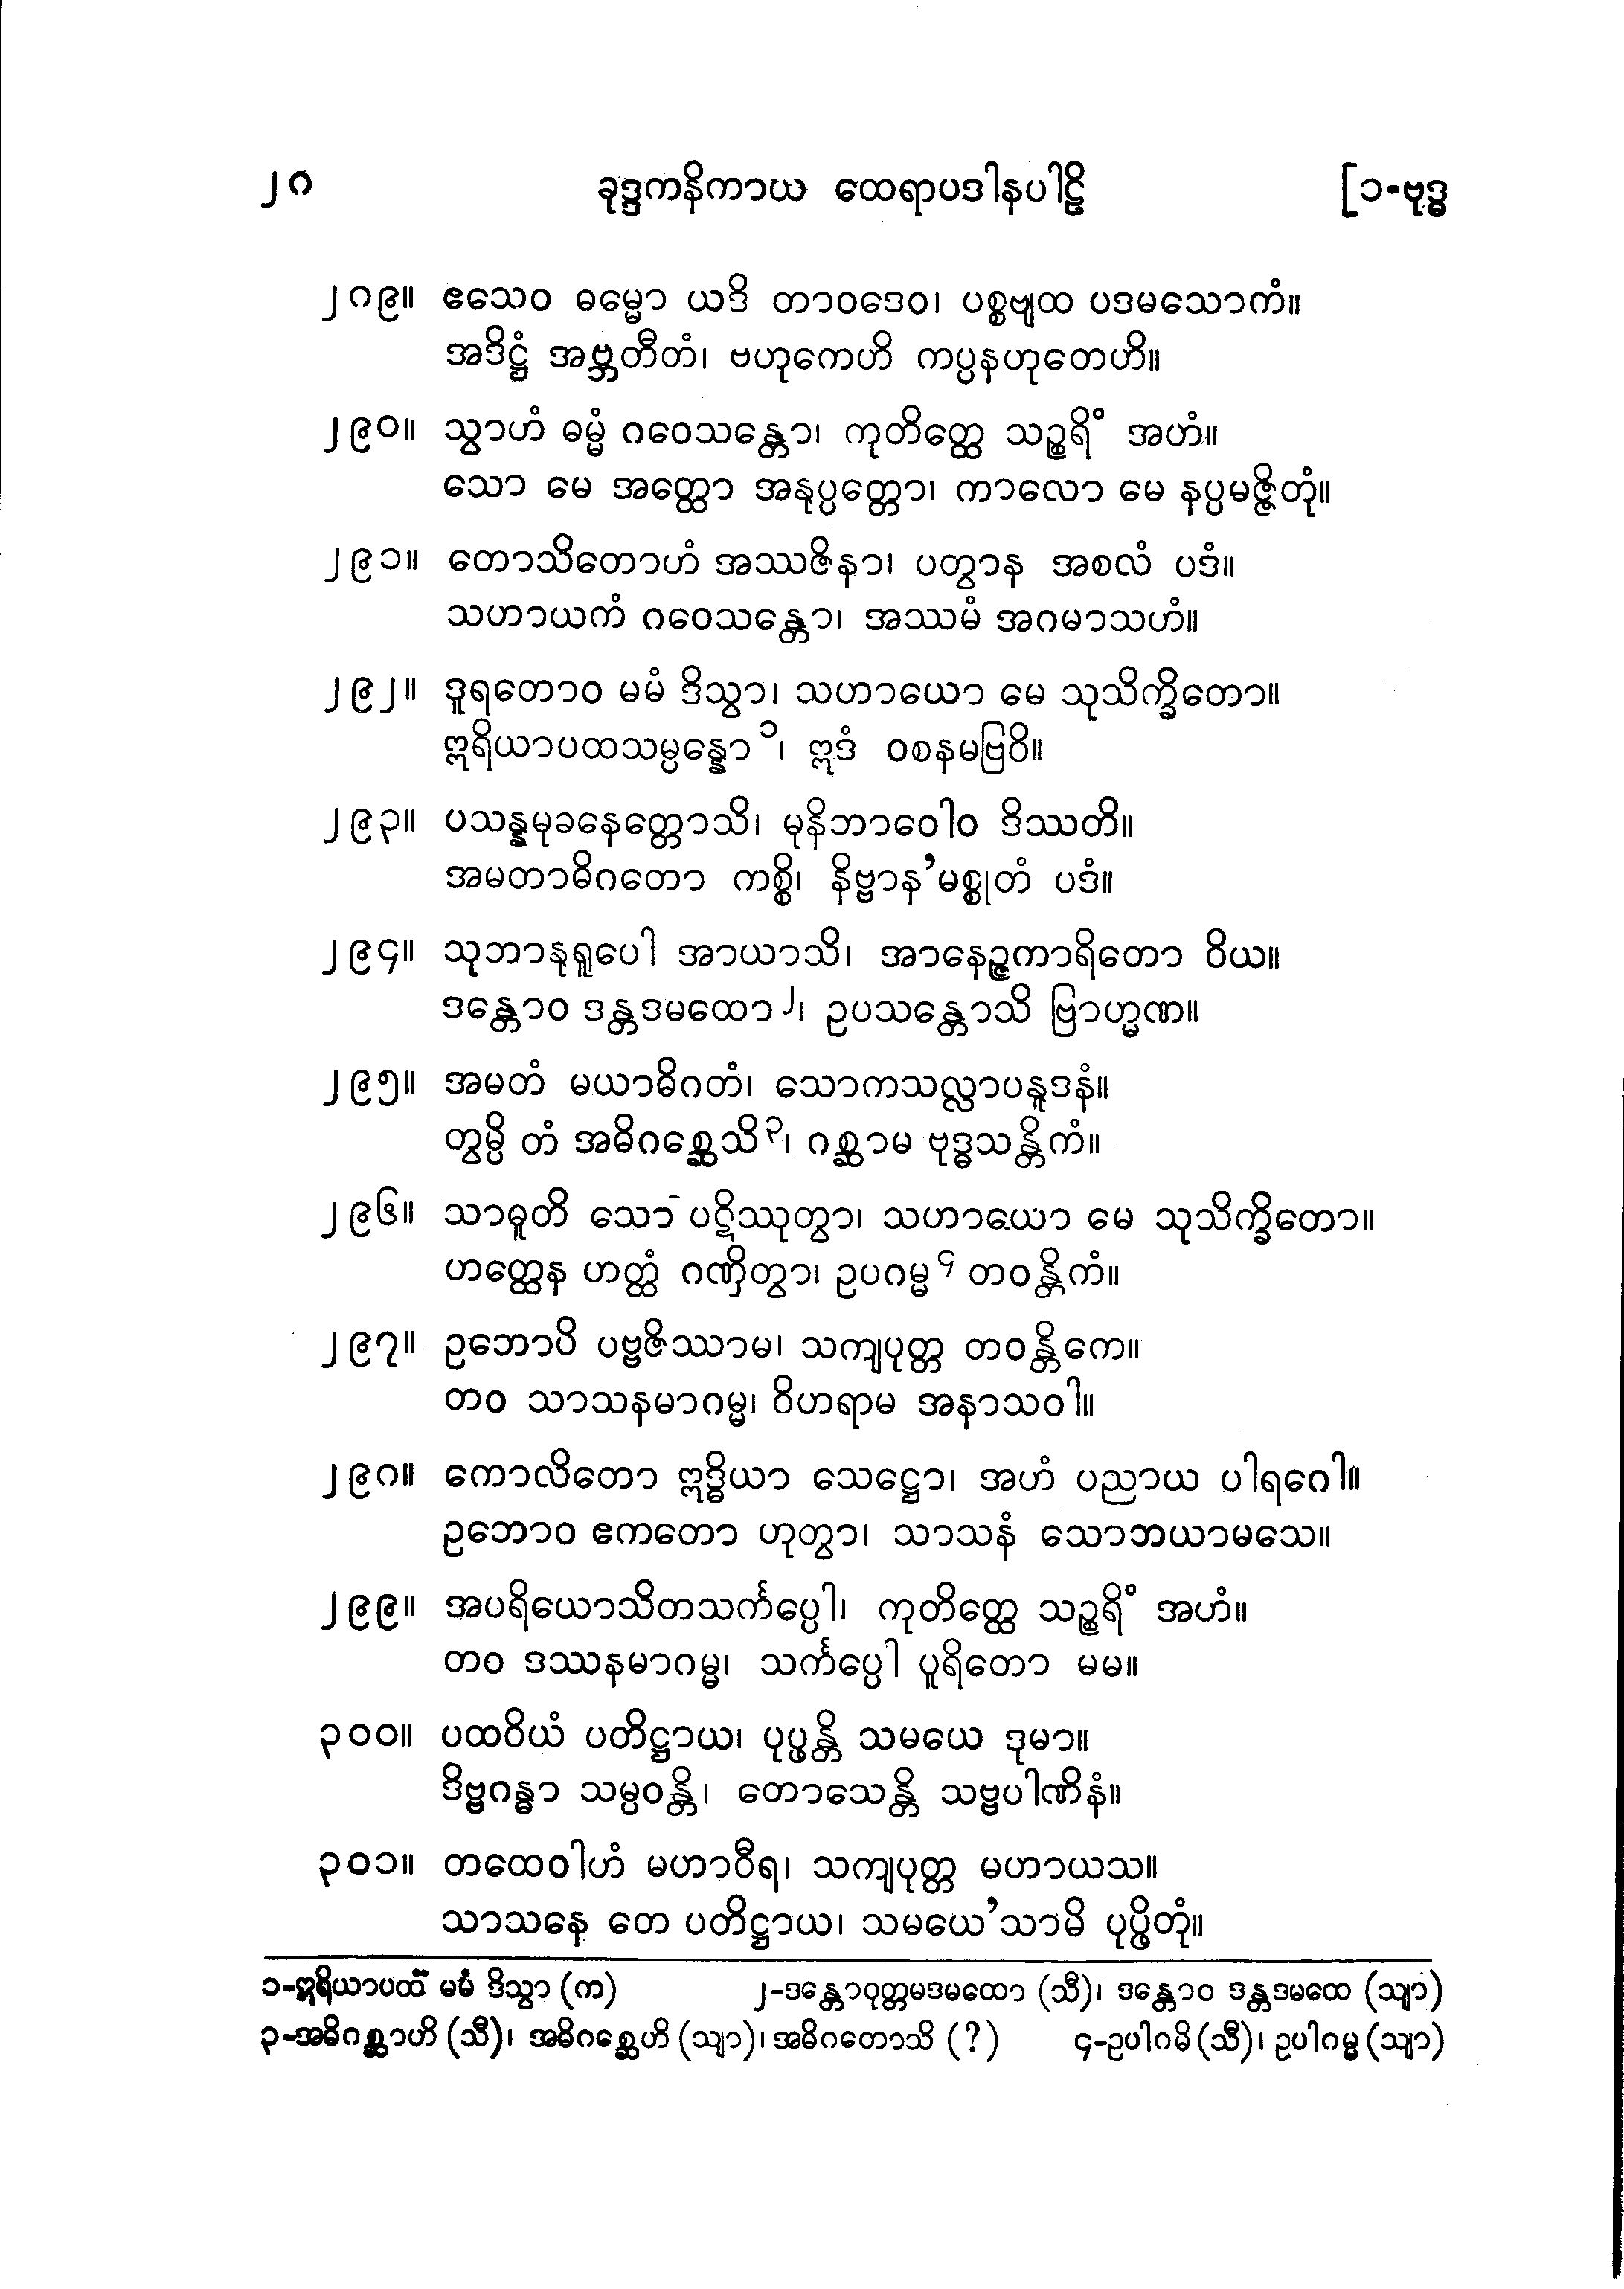 ၂၈ ခုဒ္ဒကနိကာယ ထေရာပဒါနပါဠိ [၁-ဗုဒ္ဓ
၂၈၉။ ဧသေဝ ဓမ္မော ယဒိ တာဝဒေဝ၊ ပစ္စဗျထ ပဒမသောကံ။
အဒိဋ္ဌံ အဗ္ဘတီတံ၊ ဗဟုကေဟိ ကပ္ပနဟုတေဟိ။
၂၉၀။ သွာဟံ ဓမ္မံ ဂဝေသန္တော၊ ကုတိတ္ထေ သဉ္စရိံ အဟံ။
သော မေ အတ္ထော အနုပ္ပတ္တော၊ ကာလော မေ နပ္ပမဇ္ဇိတုံ။
၂၉၁။ တောသိတောဟံ အဿဇိနာ၊ ပတွာန အစလံ ပဒံ။
သဟာယကံ ဂဝေသန္တော၊ အဿမံ အဂမာသဟံ။
၂၉၂။ ဒူရတောဝ မမံ ဒိသွာ၊ သဟာယော မေ သုသိက္ခိတော။
ဣရိယာပထသမ္ပန္နော၁၊ ဣဒံ ဝစနမဗြဝိ။
၂၉၃။ ပသန္နမုခနေတ္တောသိ၊ မုနိဘာဝေါဝ ဒိဿတိ။
အမတာဓိဂတော ကစ္စိ၊ နိဗ္ဗာန’မစ္စုတံ ပဒံ။
၂၉၄။ သုဘာနုရူပေါ အာယာသိ၊ အာနေဉ္ဇကာရိတော ဝိယ။
ဒန္တောဝ ဒန္တဒမထော၂၊ ဥပသန္တောသိ ဗြာဟ္မဏ။
၂၉၅။ အမတံ မယာဓိဂတံ၊ သောကသလ္လာပနူဒနံ။
တွမ္ပိ တံ အဓိဂစ္ဆေသိ၃၊ ဂစ္ဆာမ ဗုဒ္ဓသန္တိကံ။
၂၉၆။ သာဓူတိ သော ပဋိဿုတွာ၊ သဟာယော မေ သုသိက္ခိတော။
ဟတ္ထေန ဟတ္ထံ ဂဏှိတွာ၊ ဥပဂမ္မ၄ တဝန္တိကံ။
၂၉၇။ ဥဘောပိ ပဗ္ဗဇိဿာမ၊ သကျပုတ္တ တဝန္တိကေ။
တဝ သာသနမာဂမ္မ၊ ဝိဟရာမ အနာသဝါ။
၂၉၈။ ကောလိတော ဣဒ္ဓိယာ သေဋ္ဌော၊ အဟံ ပညာယ ပါရဂေါ။
ဥဘောဝ ဧကတော ဟုတွာ၊ သာသနံ သောဘယာမသေ။
၂၉၉။ အပရိယောသိတသင်္ကပ္ပေါ၊ ကုတိတ္ထေ သဉ္စရိံ အဟံ။
တဝ ဒဿနမာဂမ္မ၊ သင်္ကပ္ပေါ ပူရိတော မမ။
၃၀၀။ ပထဝိယံ ပတိဋ္ဌာယ၊ ပုပ္ဖန္တိ သမယေ ဒုမာ။
ဒိဗ္ဗဂန္ဓာ သမ္ပဝန္တိ၊ တောသေန္တိ သဗ္ဗပါဏိနံ။
၃၀၁။ တထေဝါဟံ မဟာဝီရ၊ သကျပုတ္တ မဟာယသ။
သာသနေ တေ ပတိဋ္ဌာယ၊ သမယေ’သာမိ ပုပ္ဖိတုံ။
၁-ဣရိယာပထံ မမံ ဒိသွာ (က) ၂-ဒန္တောဝုတ္တမဒမထော (သီ)၊ ဒန္တောဝ ဒန္တဒမထေ (သျာ)
၃-အဓိဂစ္ဆာဟိ (သီ)၊ အဓိဂစ္ဆေဟိ (သျာ)၊ အဓိဂတောသိ (?) ၄-ဥပါဂမိ (သီ)၊ ဥပါဂမ္မ (သျာ)